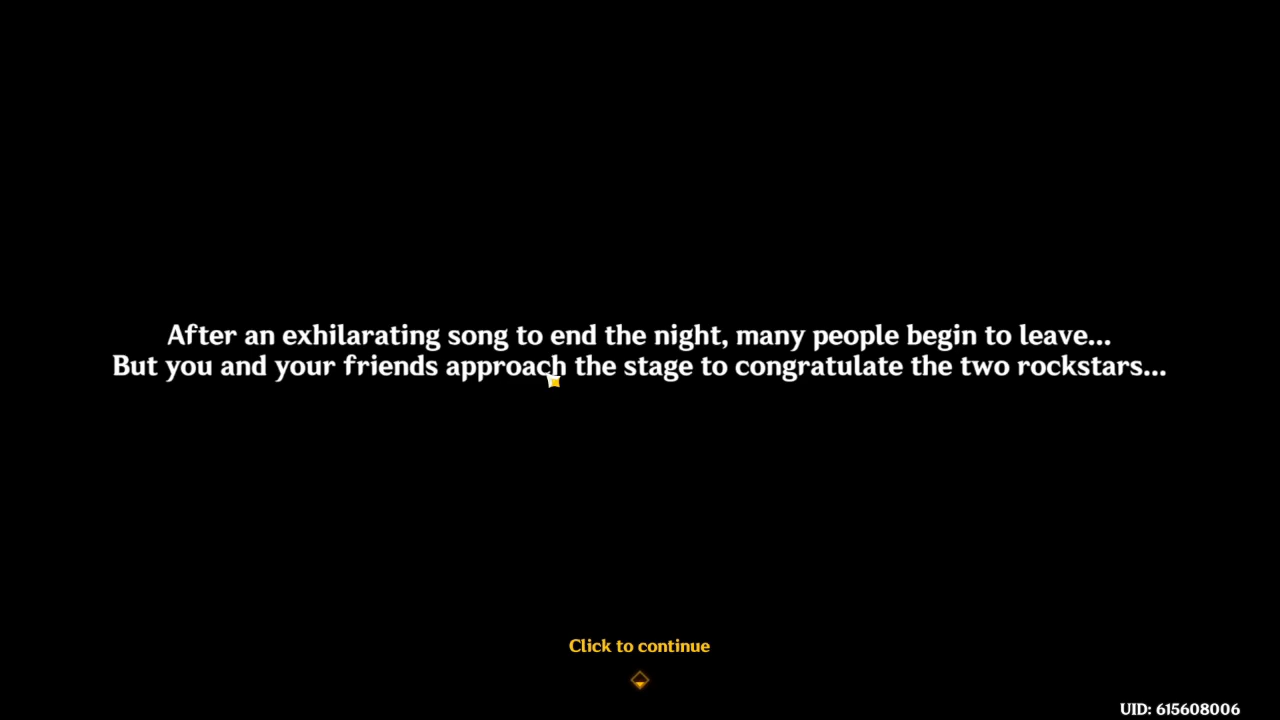 After an exhilarating song to end the night, many people begin to leave...
But you and your friends approach the stage to congratulate the two rockstars...
Click to continue
UID: 615608006